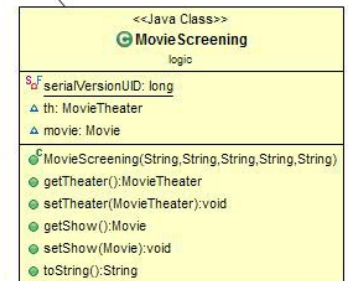 <<Java Class>>
MovieScreening
logic
serialVersionUID: long
th: MovieTheater
movie: Movie
MovieScreening(String,String,String,String,String)
getTheater():MovieTheater
setTheater(MovieTheater):void
getShow():Movie
setShow(Movie):void
toString():String